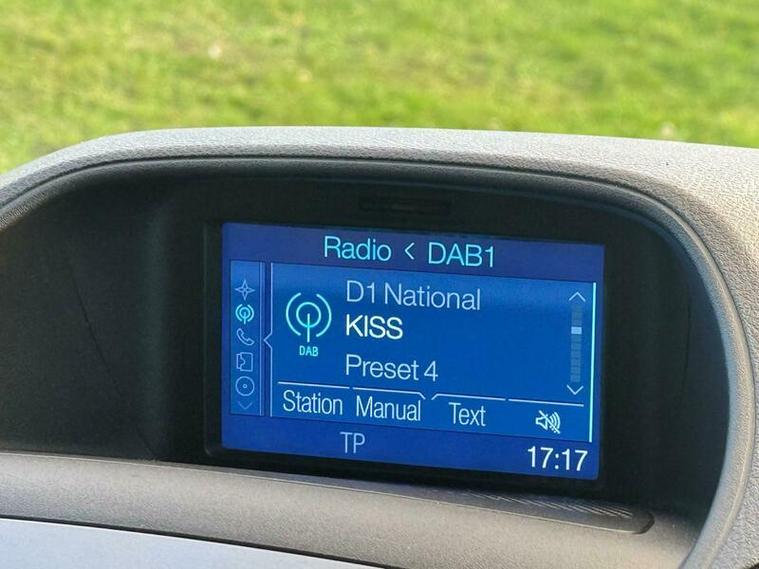 Radio < DAB1
D1 National
KISS
DAB
Preset 4
Station Manual Text
TP
17:17